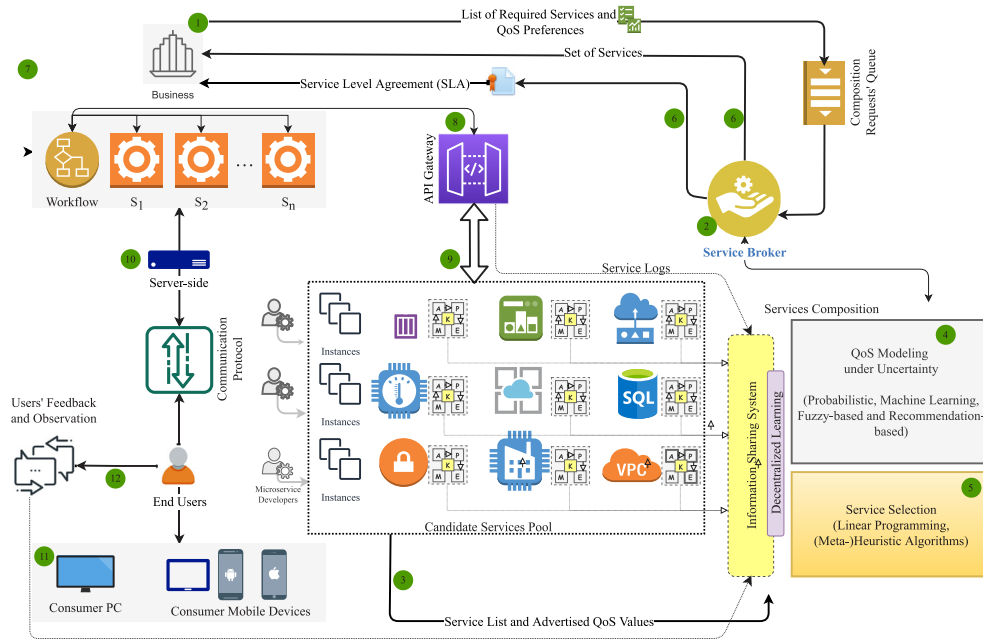 1
List of Required Services and
QoS Preferences
Set of Services
Service Level Agreement (SLA)
Business
Composition
Requests' Queue
7
8
6
6
API Gateway
Workflow
S1
S2
...
Sn
2
Service Broker
10
Server-side
9
Service Logs
Services Composition
Communication
Protocol
Instances
A P
K
M E
A P
K
M E
A P
K
M E
4
QoS Modeling
under Uncertainty
(Probabilistic, Machine Learning,
Fuzzy-based and Recommendation-
based)
Instances
A P
K
M E
A P
K
M E
SQL
A P
K
M E
Information Sharing System
Decentralized Learning
Users' Feedback
and Observation
12
End Users
Microservice
Developers
Instances
A P
K
M E
A P
K
M E
VPC
A P
K
M E
5
Service Selection
(Linear Programming,
(Meta-)Heuristic Algorithms)
Candidate Services Pool
11
Consumer PC
Consumer Mobile Devices
3
Service List and Advertised QoS Values